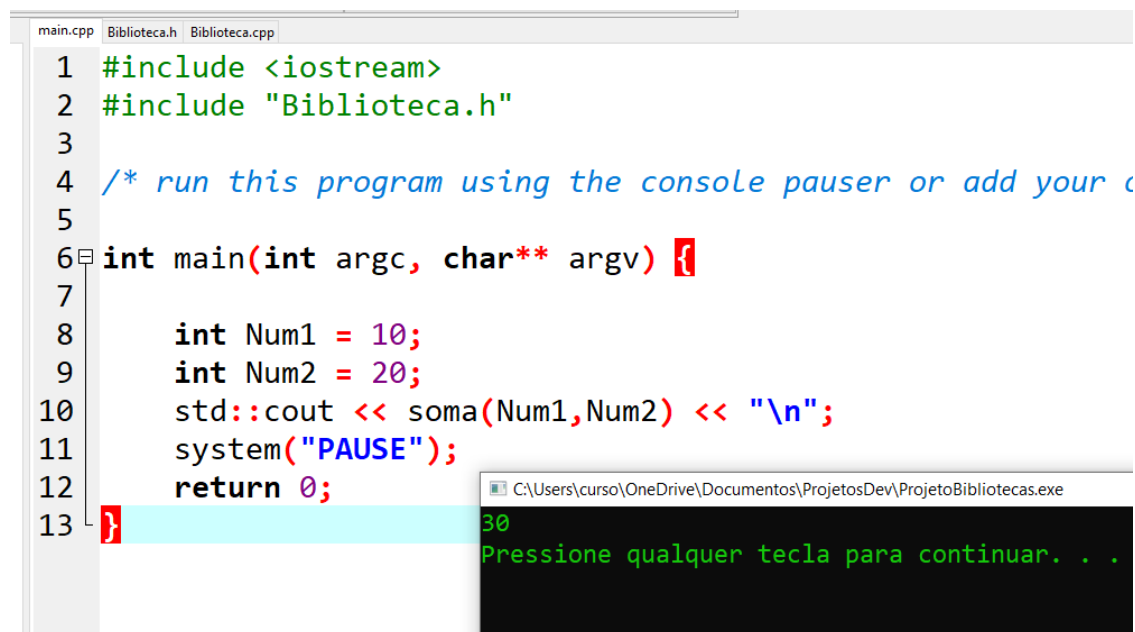 main.cpp Biblioteca.h Biblioteca.cpp
1 #include <iostream>
2 #include "Biblioteca.h"
3
4 /* run this program using the console pauser or add your
5
6 int main(int argc, char** argv) {
7
8 int Num1 = 10;
9 int Num2 = 20;
10 std::cout << soma(Num1,Num2) << "\n";
11 system("PAUSE");
12 return 0;
13 }
C:\Users\curso\OneDrive\Documentos\ProjetosDev\ProjetoBibliotecas.exe
30
Pressione qualquer tecla para continuar. . .